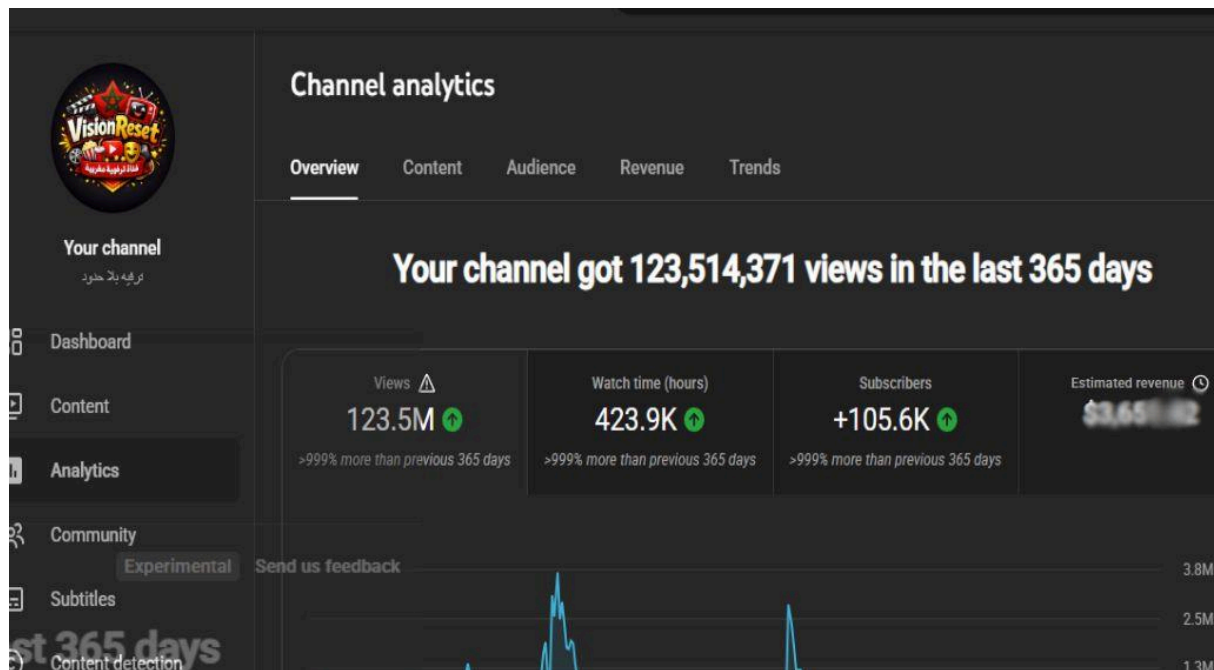 VisionReset
قناة ترفيهية مغربية
Your channel
ترفيه بلا حدود
Dashboard
Content
Analytics
Community
Experimental
Send us feedback
Subtitles
st 365 days
Content detection
Channel analytics
Overview Content Audience Revenue Trends
Your channel got 123,514,371 views in the last 365 days
Views Watch time (hours) Subscribers Estimated revenue
123.5M 423.9K +105.6K
>999% more than previous 365 days >999% more than previous 365 days >999% more than previous 365 days
3.8M
2.5M
1.3M